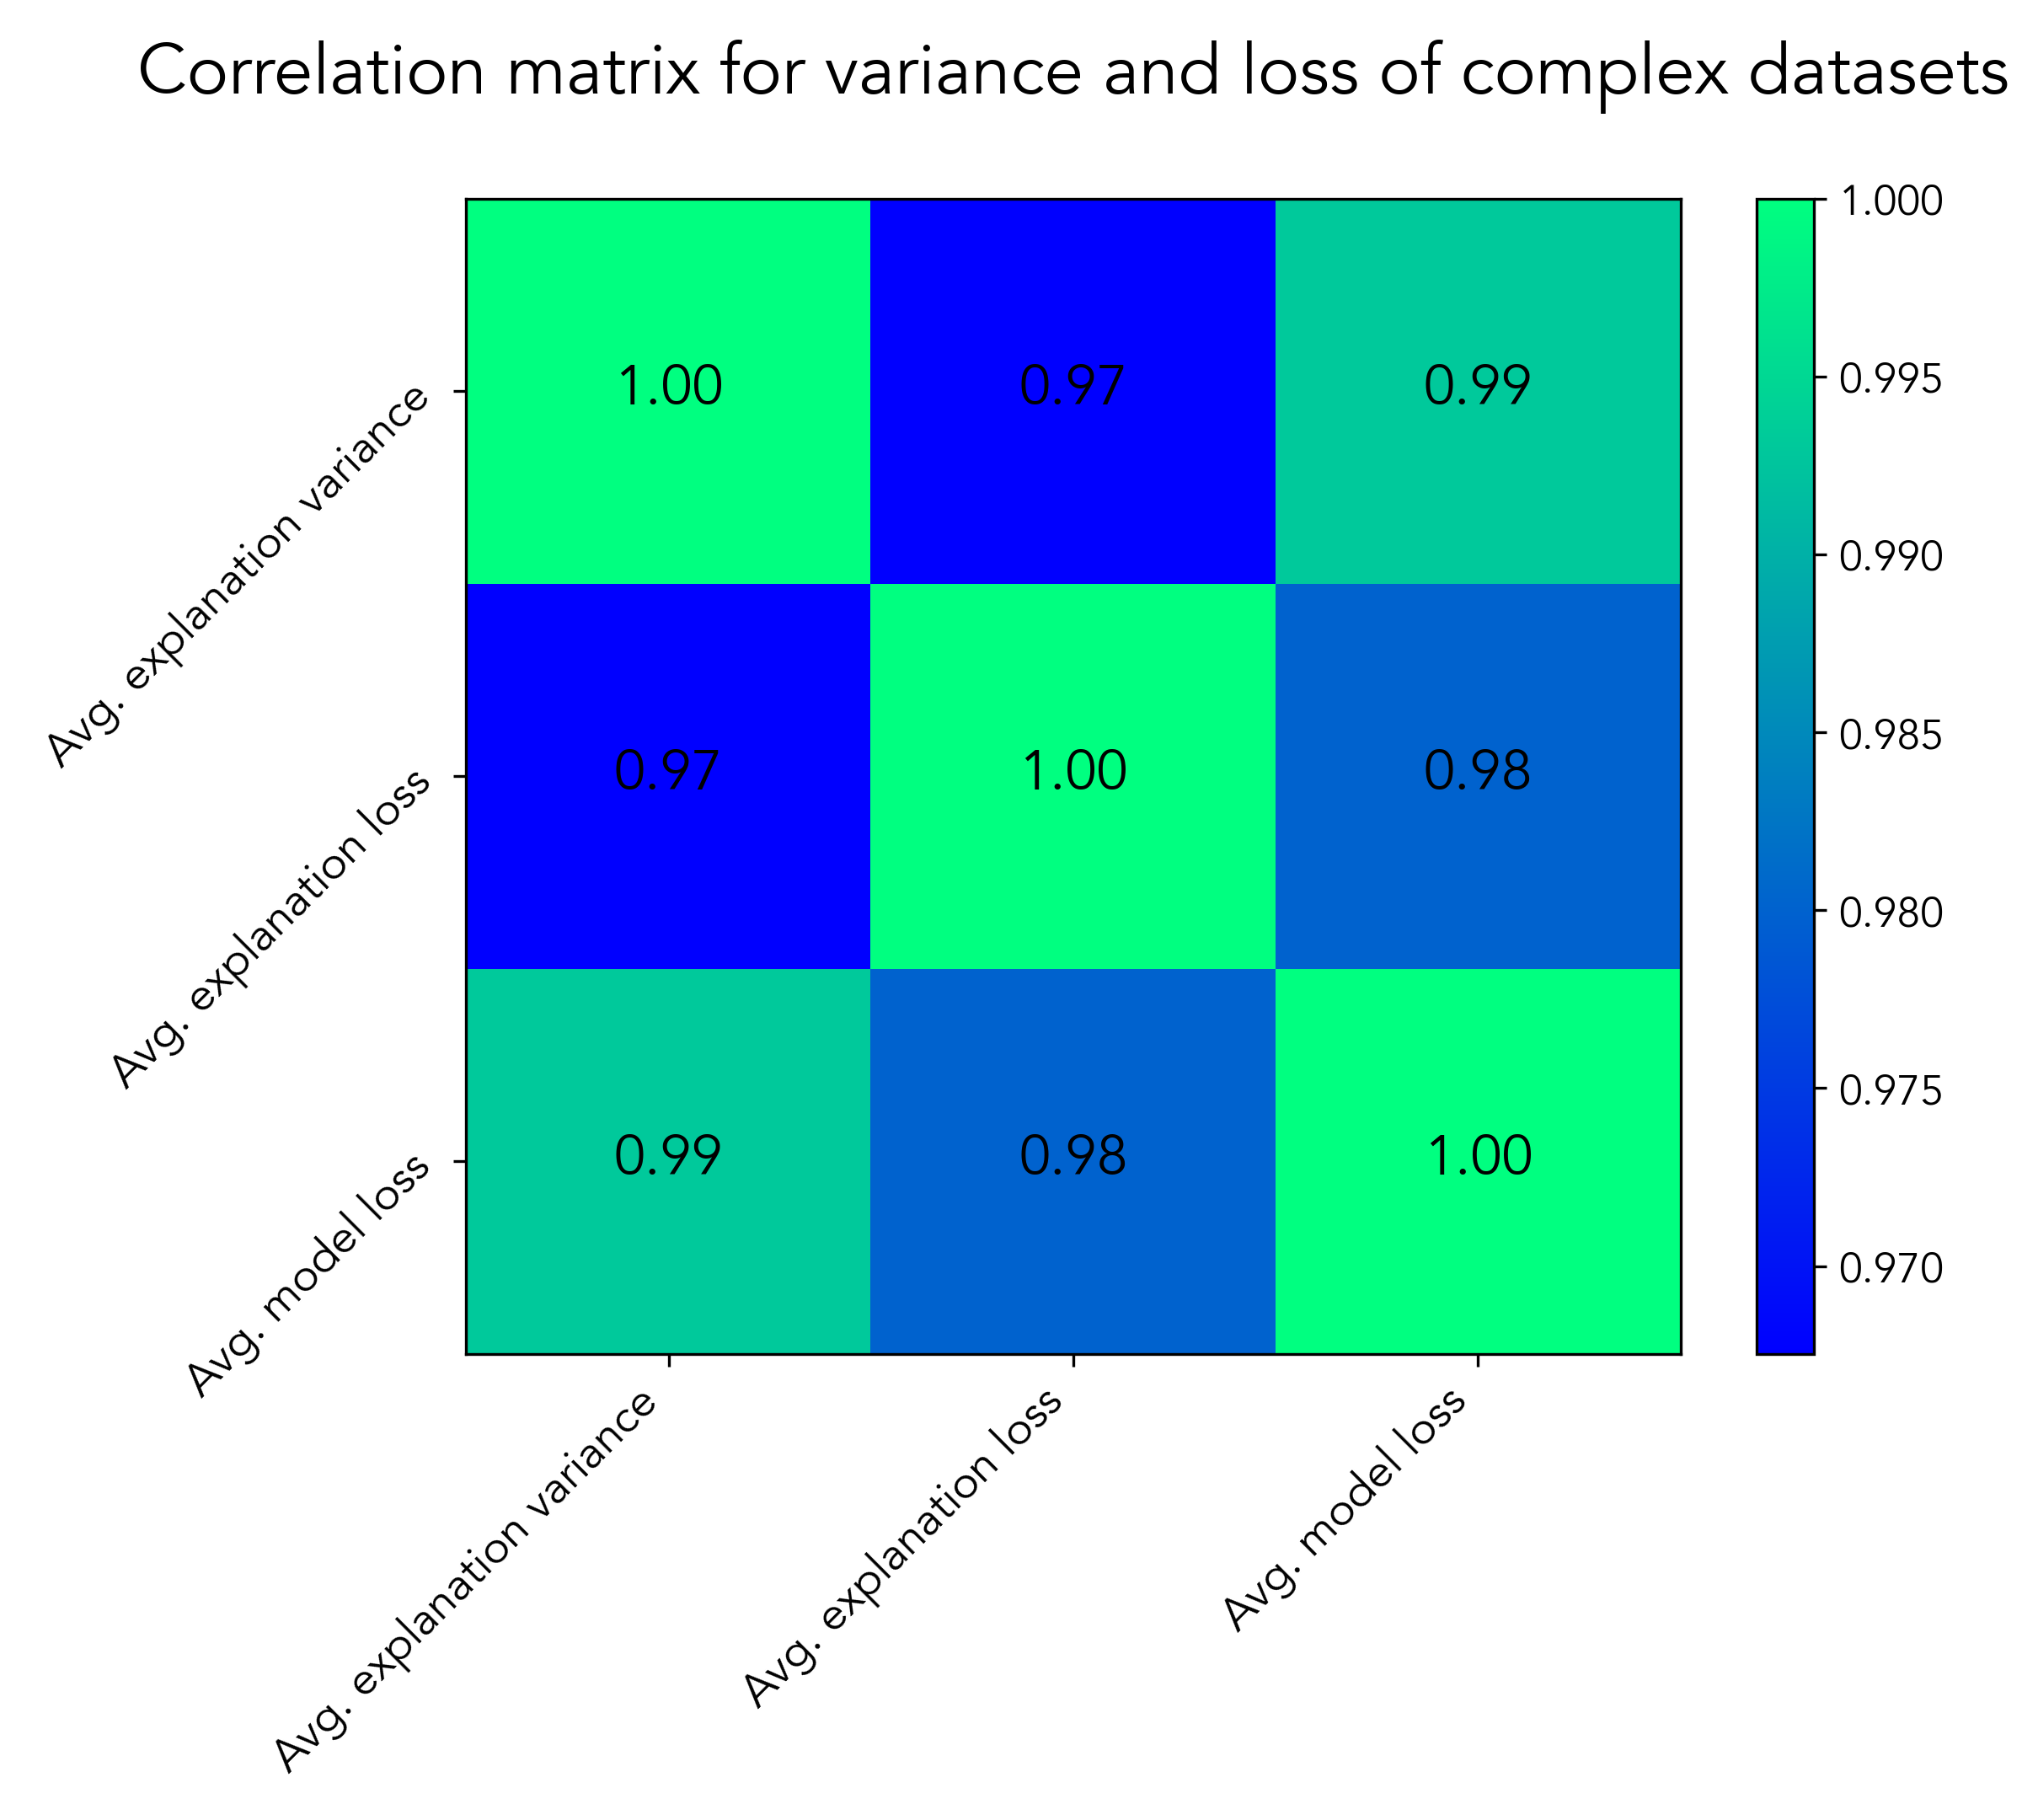 Correlation matrix for variance and loss of complex datasets
1.000
1.00 0.97 0.99
0.995
Avg. explanation variance
0.990
0.985
0.97 1.00 0.98
Avg. explanation loss
0.980
0.975
0.99 0.98 1.00
Avg. model loss
0.970
Avg. explanation variance
Avg. explanation loss
Avg. model loss